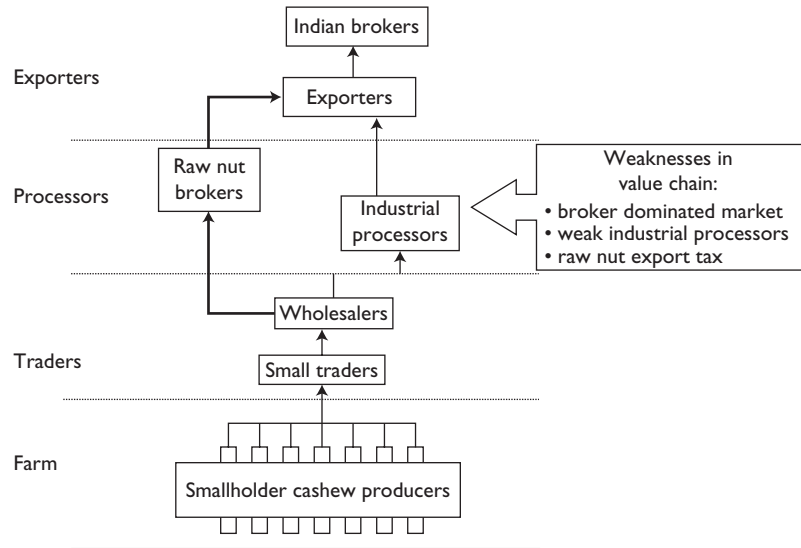 Indian brokers
Exporters
Exporters
Raw nut
brokers
Weaknesses in
value chain:
• broker dominated market
• weak industrial processors
• raw nut export tax
Processors
Industrial
processors
Wholesalers
Traders
Small traders
Farm
Smallholder cashew producers